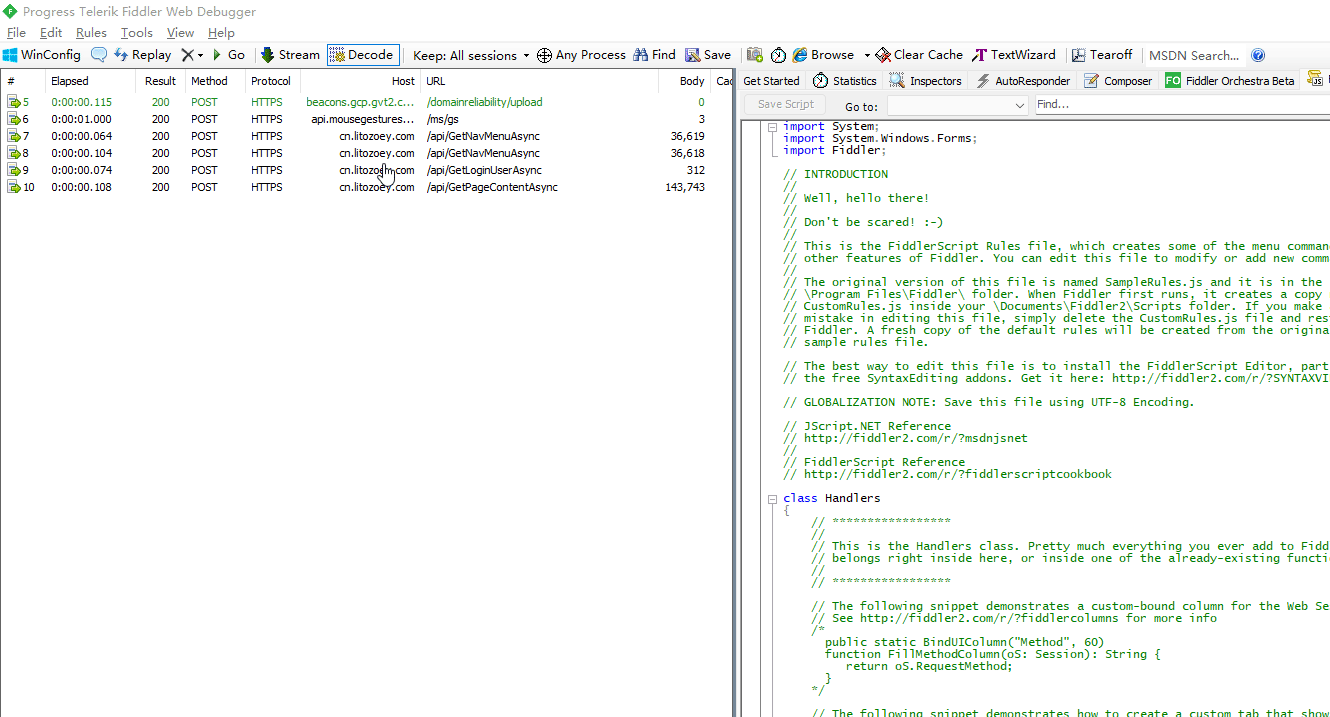 Progress Telerik Fiddler Web Debugger
File Edit Rules Tools View Help
WinConfig Replay Go Stream Decode Keep: All sessions Any Process Find Save Browse Clear Cache TextWizard Tearoff MSDN Search...
# Elapsed Result Method Protocol Host URL Body Cac
5 0:00:00.115 200 POST HTTPS beacons.gcp.gvt2.c... /domainreliability/upload 0
6 0:00:01.000 200 POST HTTPS api.mousegestures... /ms/gs 3
7 0:00:00.064 200 POST HTTPS cn.litozoey.com /api/GetNavMenuAsync 36,619
8 0:00:00.104 200 POST HTTPS cn.litozoey.com /api/GetNavMenuAsync 36,618
9 0:00:00.074 200 POST HTTPS /api/GetLoginUserAsync 312
10 0:00:00.108 200 POST HTTPS cn.litozoey.com /api/GetPageContentAsync 143,743
Get Started Statistics Inspectors AutoResponder Composer FO Fiddler Orchestra Beta
Save Script Go to: Find...
import System;
import System.Windows.Forms;
import Fiddler;
// INTRODUCTION
//
// Well, hello there!
//
// Don't be scared! :-)
//
// This is the FiddlerScript Rules file, which creates some of the menu comman
// other features of Fiddler. You can edit this file to modify or add new comm
//
// The original version of this file is named SampleRules.js and it is in the
// \Program Files\Fiddler\ folder. When Fiddler first runs, it creates a copy
// CustomRules.js inside your \Documents\Fiddler2\Scripts folder. If you make
// mistake in editing this file, simply delete the CustomRules.js file and res
// Fiddler. A fresh copy of the default rules will be created from the origina
// sample rules file.
// The best way to edit this file is to install the FiddlerScript Editor, part
// the free SyntaxEditing addons. Get it here: http://fiddler2.com/r/?SYNTAXVI
// GLOBALIZATION NOTE: Save this file using UTF-8 Encoding.
// JScript.NET Reference
// http://fiddler2.com/r/?msdnjsnet
//
// FiddlerScript Reference
// http://fiddler2.com/r/?fiddlerscriptcookbook
class Handlers
{
// *****************
//
// This is the Handlers class. Pretty much everything you ever add to Fidd
// belongs right inside here, or inside one of the already-existing functi
//
// *****************
// The following snippet demonstrates a custom-bound column for the Web Se
// See http://fiddler2.com/r/?fiddlercolumns for more info
/*
public static BindUIColumn("Method", 60)
function FillMethodColumn(oS: Session): String {
return oS.RequestMethod;
}
*/
// The following snippet demonstrates how to create a custom tab that show